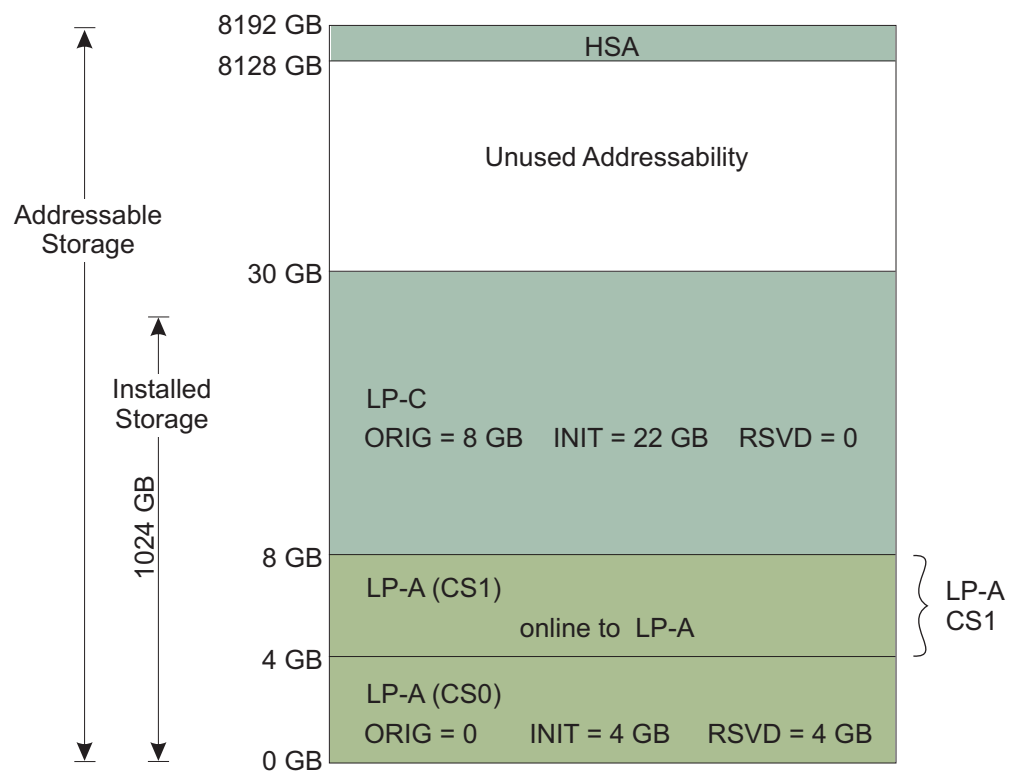 8192 GB
HSA
8128 GB
Unused Addressability
Addressable
Storage
30 GB
Installed
Storage
1024 GB
LP-C
ORIG = 8 GB INIT = 22 GB RSVD = 0
8 GB
LP-A (CS1)
online to LP-A
LP-A
CS1
4 GB
LP-A (CS0)
ORIG = 0 INIT = 4 GB RSVD = 4 GB
0 GB